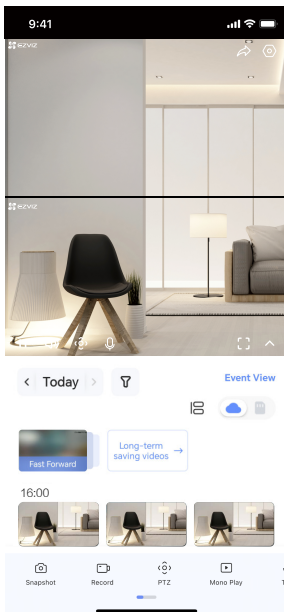 9:41
EZVIZ
EZVIZ
Today
Event View
Fast Forward
Long-term
saving videos
16:00
Snapshot
Record
PTZ
Mono Play